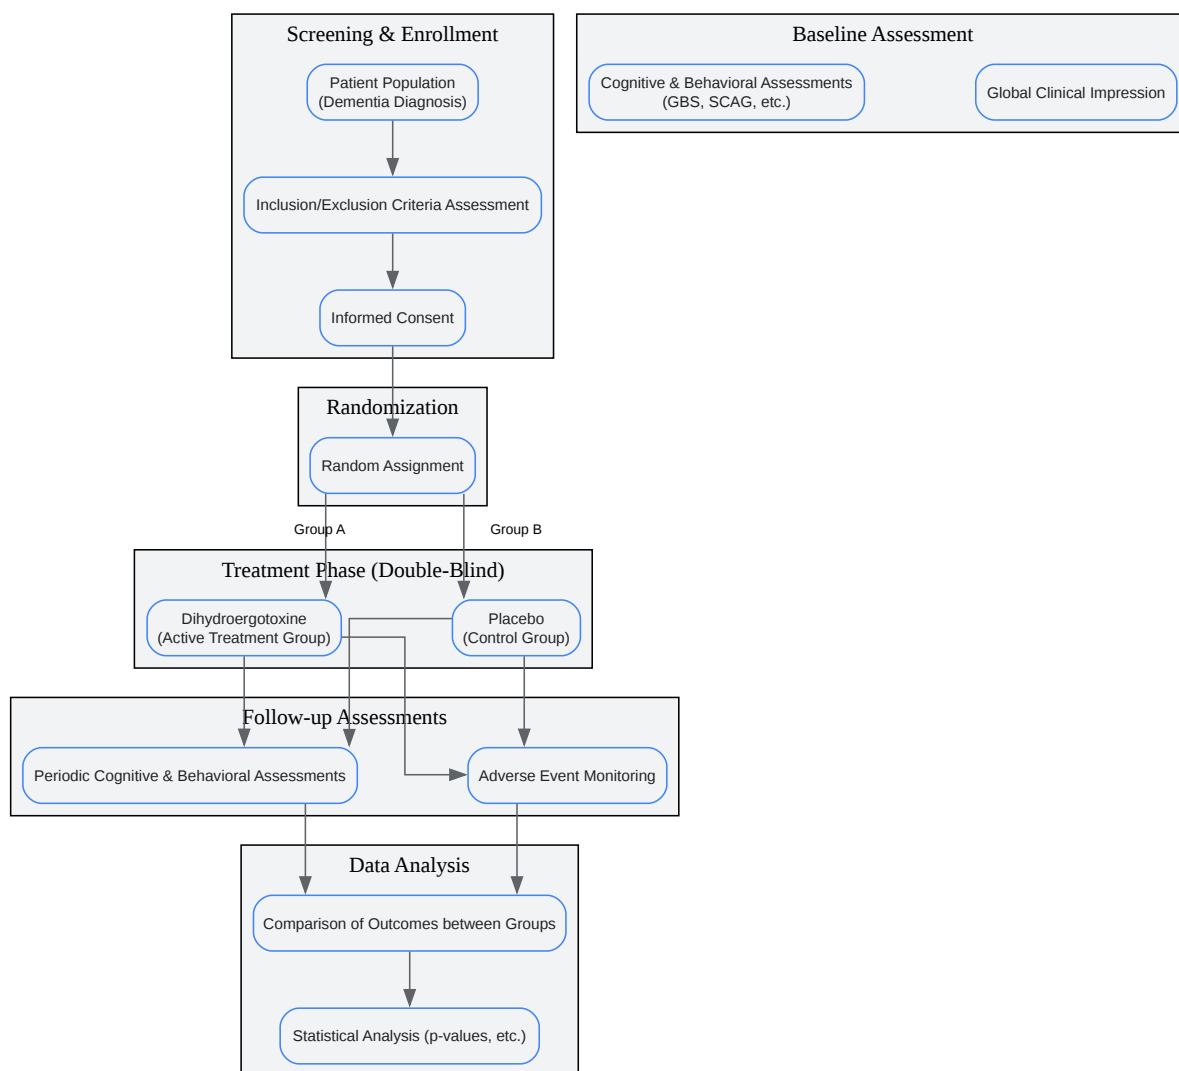 Screening & Enrollment
Patient Population
(Dementia Diagnosis)
Inclusion/Exclusion Criteria Assessment
Informed Consent
Baseline Assessment
Cognitive & Behavioral Assessments
(GBS, SCAG, etc.)
Global Clinical Impression
Randomization
Random Assignment
Group A
Group B
Treatment Phase (Double-Blind)
Dihydroergotoxine
(Active Treatment Group)
Placebo
(Control Group)
Follow-up Assessments
Periodic Cognitive & Behavioral Assessments
Adverse Event Monitoring
Data Analysis
Comparison of Outcomes between Groups
Statistical Analysis (p-values, etc.)